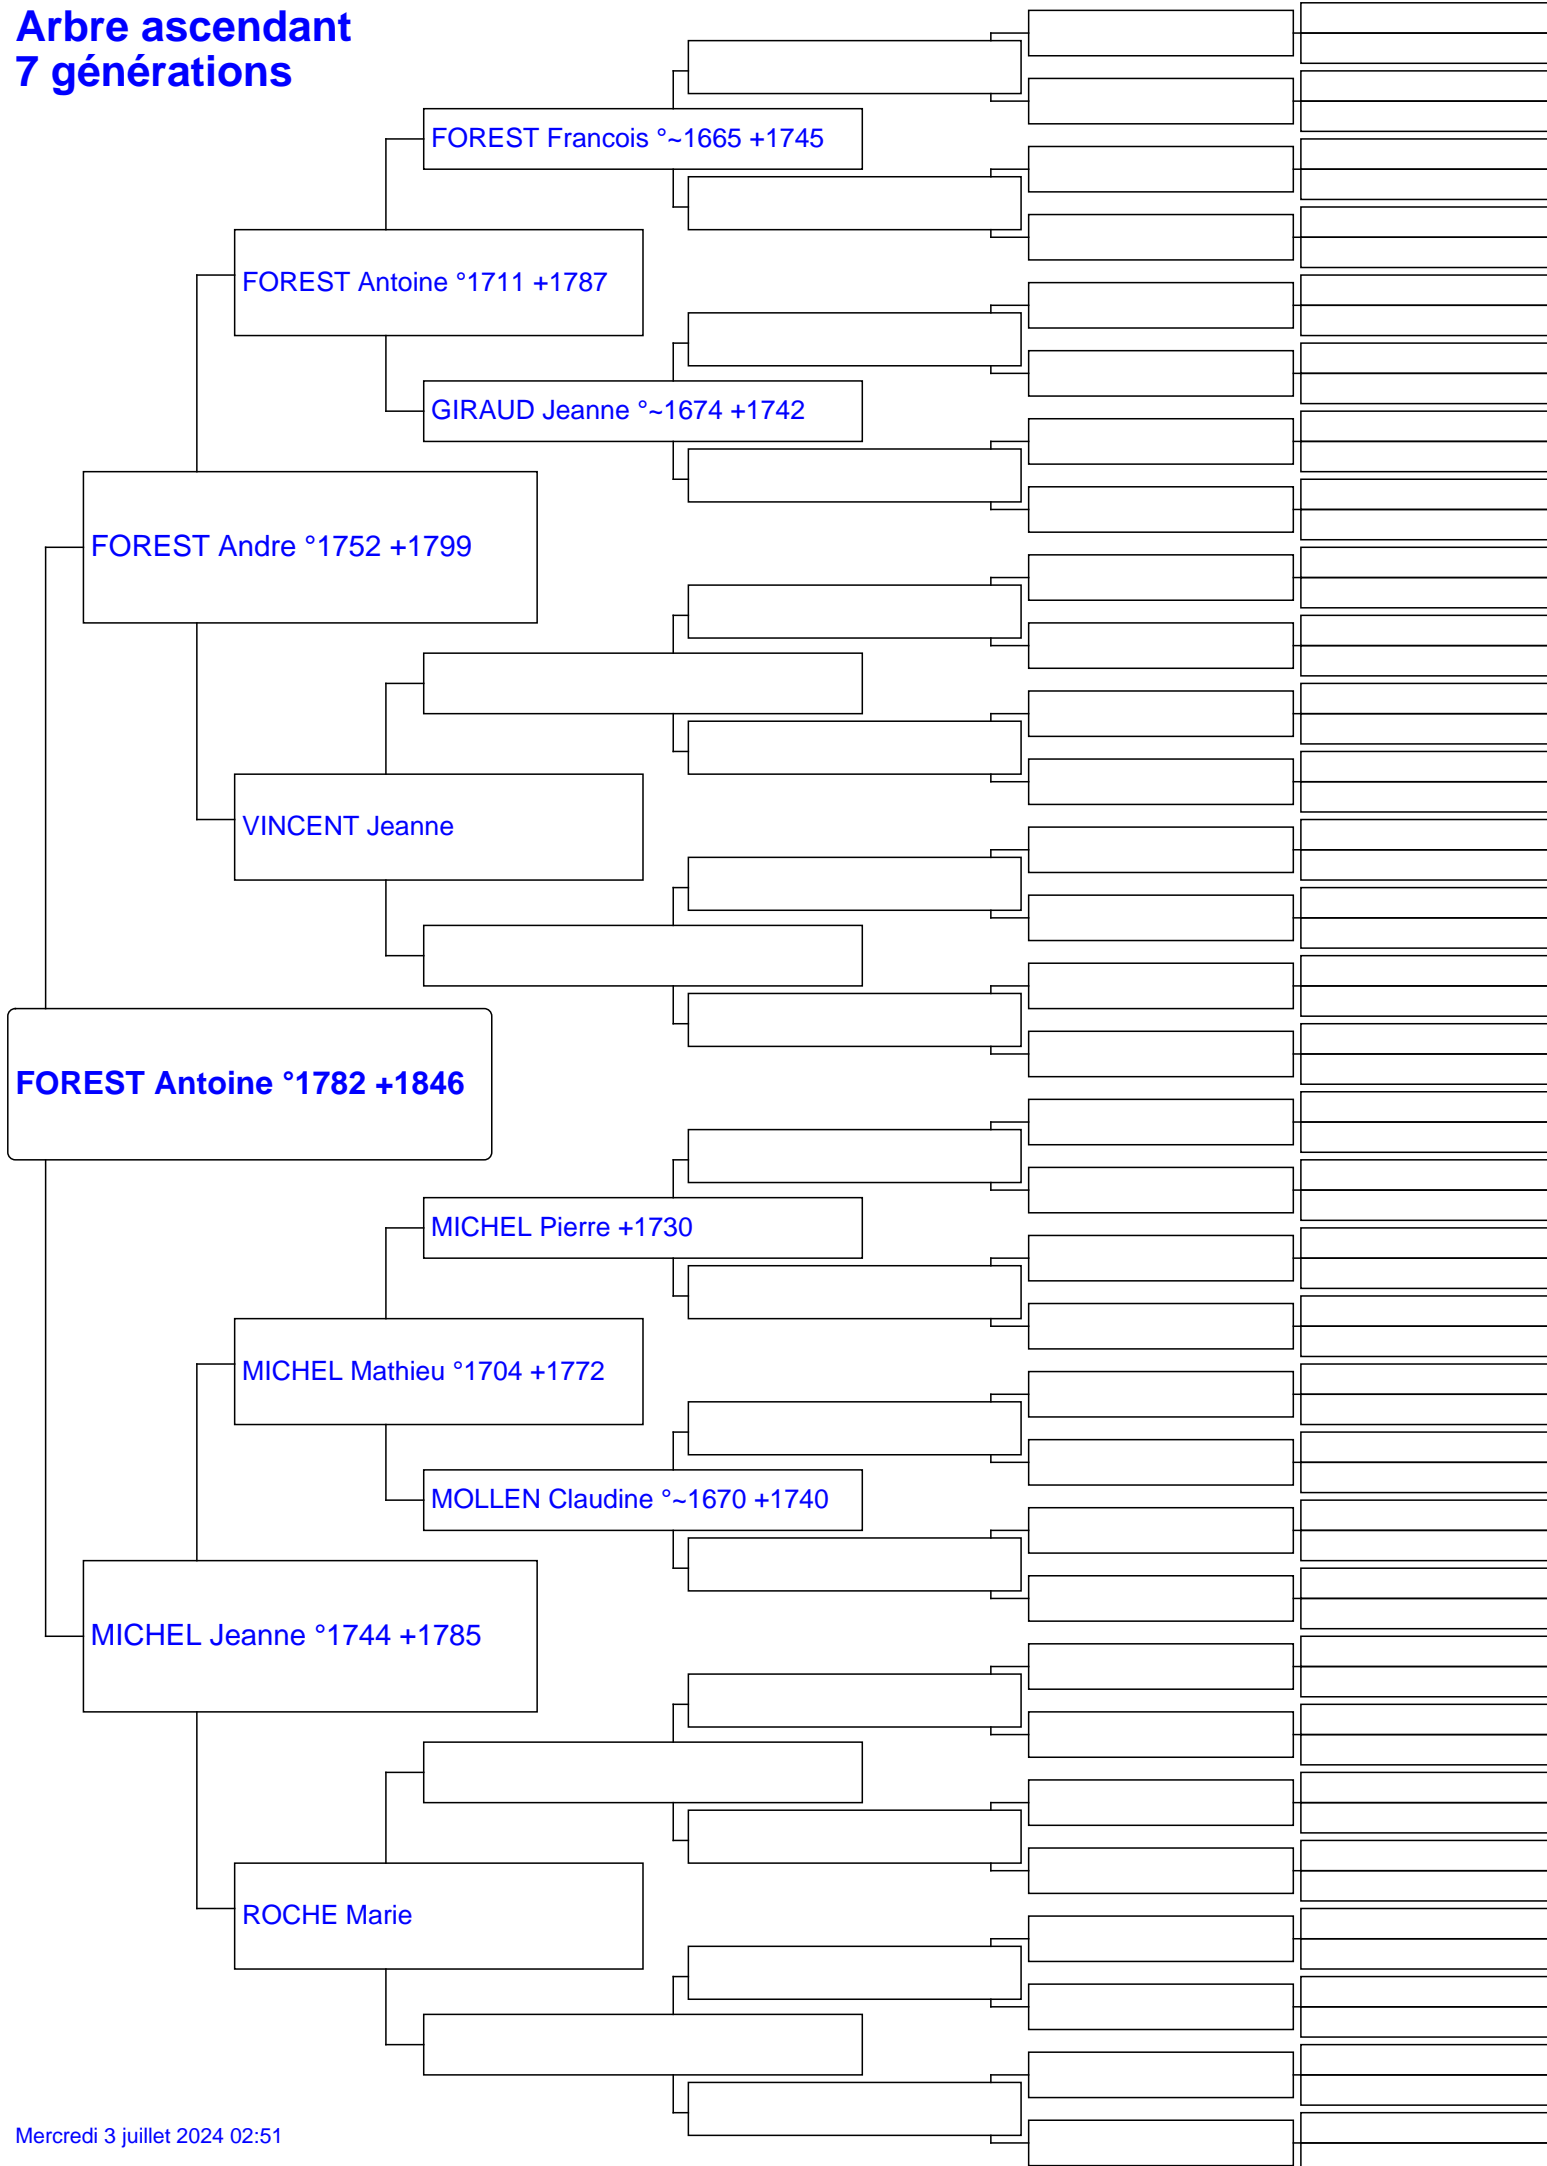 Arbre ascendant
7 générations
FOREST Francois °~1665 +1745
FOREST Antoine °1711 +1787
GIRAUD Jeanne °~1674 +1742
FOREST Andre °1752 +1799
VINCENT Jeanne
FOREST Antoine °1782 +1846
MICHEL Pierre +1730
MICHEL Mathieu °1704 +1772
MOLLEN Claudine °~1670 +1740
MICHEL Jeanne °1744 +1785
ROCHE Marie
Mercredi 3 juillet 2024 02:51